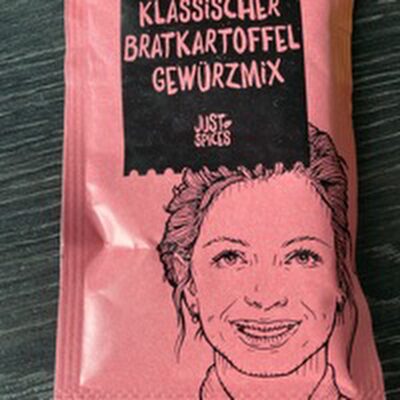 KLASSISCHER
BRATKARTOFFEL
GEWÜRZMIX
JUST
SPICES